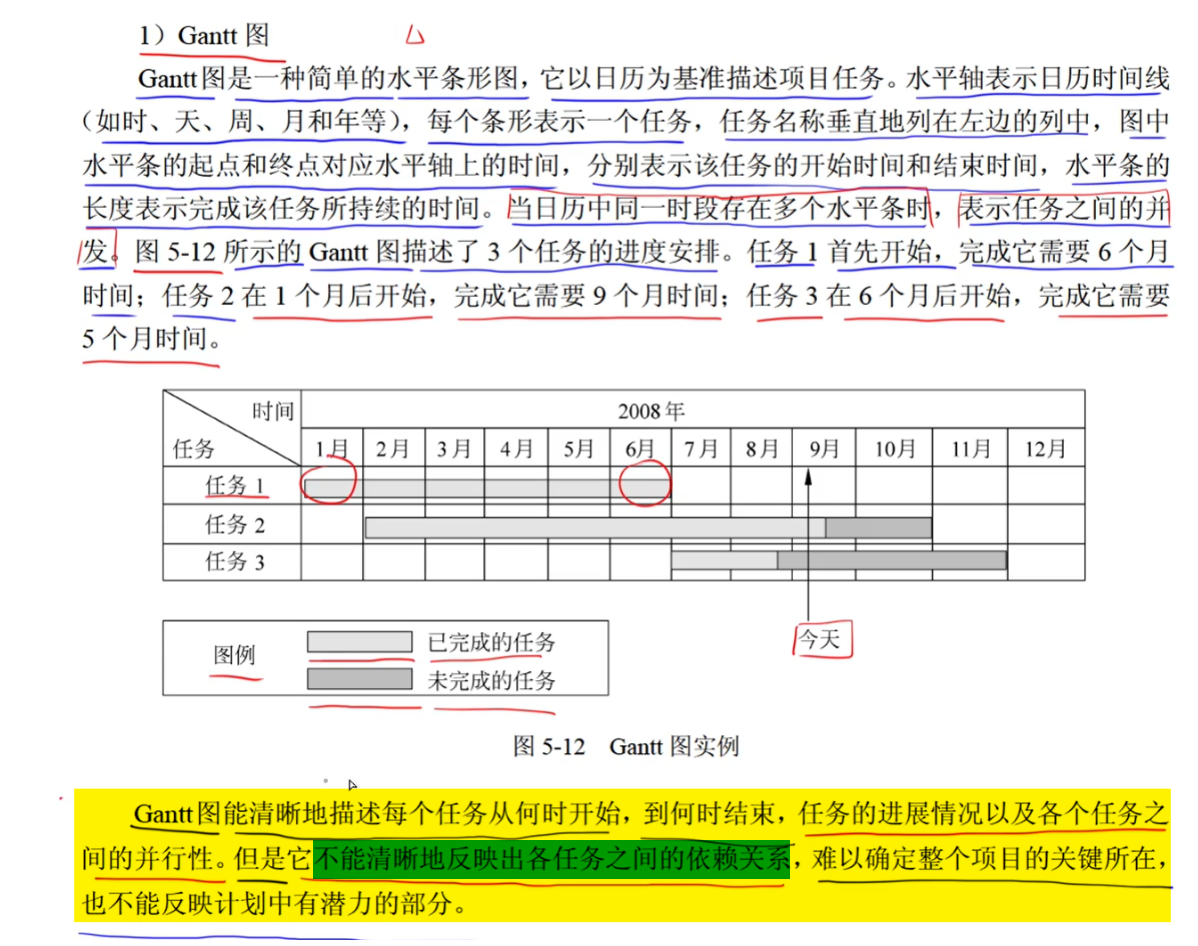 1）Gantt 图
Gantt图是一种简单的水平条形图，它以日历为基准描述项目任务。水平轴表示日历时间线
（如时、天、周、月和年等），每个条形表示一个任务，任务名称垂直地列在左边的列中，图中
水平条的起点和终点对应水平轴上的时间，分别表示该任务的开始时间和结束时间，水平条的
长度表示完成该任务所持续的时间。当日历中同一时段存在多个水平条时，表示任务之间的并
发。图 5-12 所示的 Gantt 图描述了 3 个任务的进度安排。任务 1 首先开始，完成它需要 6 个月
时间；任务 2 在 1 个月后开始，完成它需要 9 个月时间；任务 3 在 6 个月后开始，完成它需要
5 个月时间。
时间 2008 年
任务 1月 2月 3月 4月 5月 6月 7月 8月 9月 10月 11月 12月
任务 1
任务 2
任务 3
今天
图例 已完成的任务
未完成的任务
图 5-12 Gantt 图实例
Gantt图能清晰地描述每个任务从何时开始，到何时结束，任务的进展情况以及各个任务之
间的并行性。但是它不能清晰地反映出各任务之间的依赖关系，难以确定整个项目的关键所在，
也不能反映计划中有潜力的部分。